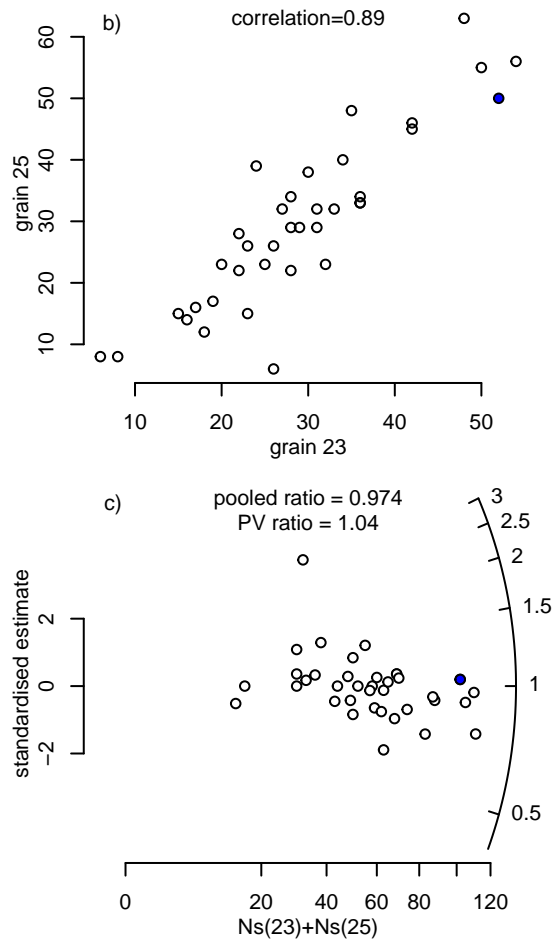 b)
correlation=0.89
60
50
40
30
20
10
grain 25
10 20 30 40 50
grain 23
c)
pooled ratio = 0.974
PV ratio = 1.04
3
2.5
2
1.5
1
0.5
2
0
−2
standardised estimate
0 20 40 60 80 120
Ns(23)+Ns(25)